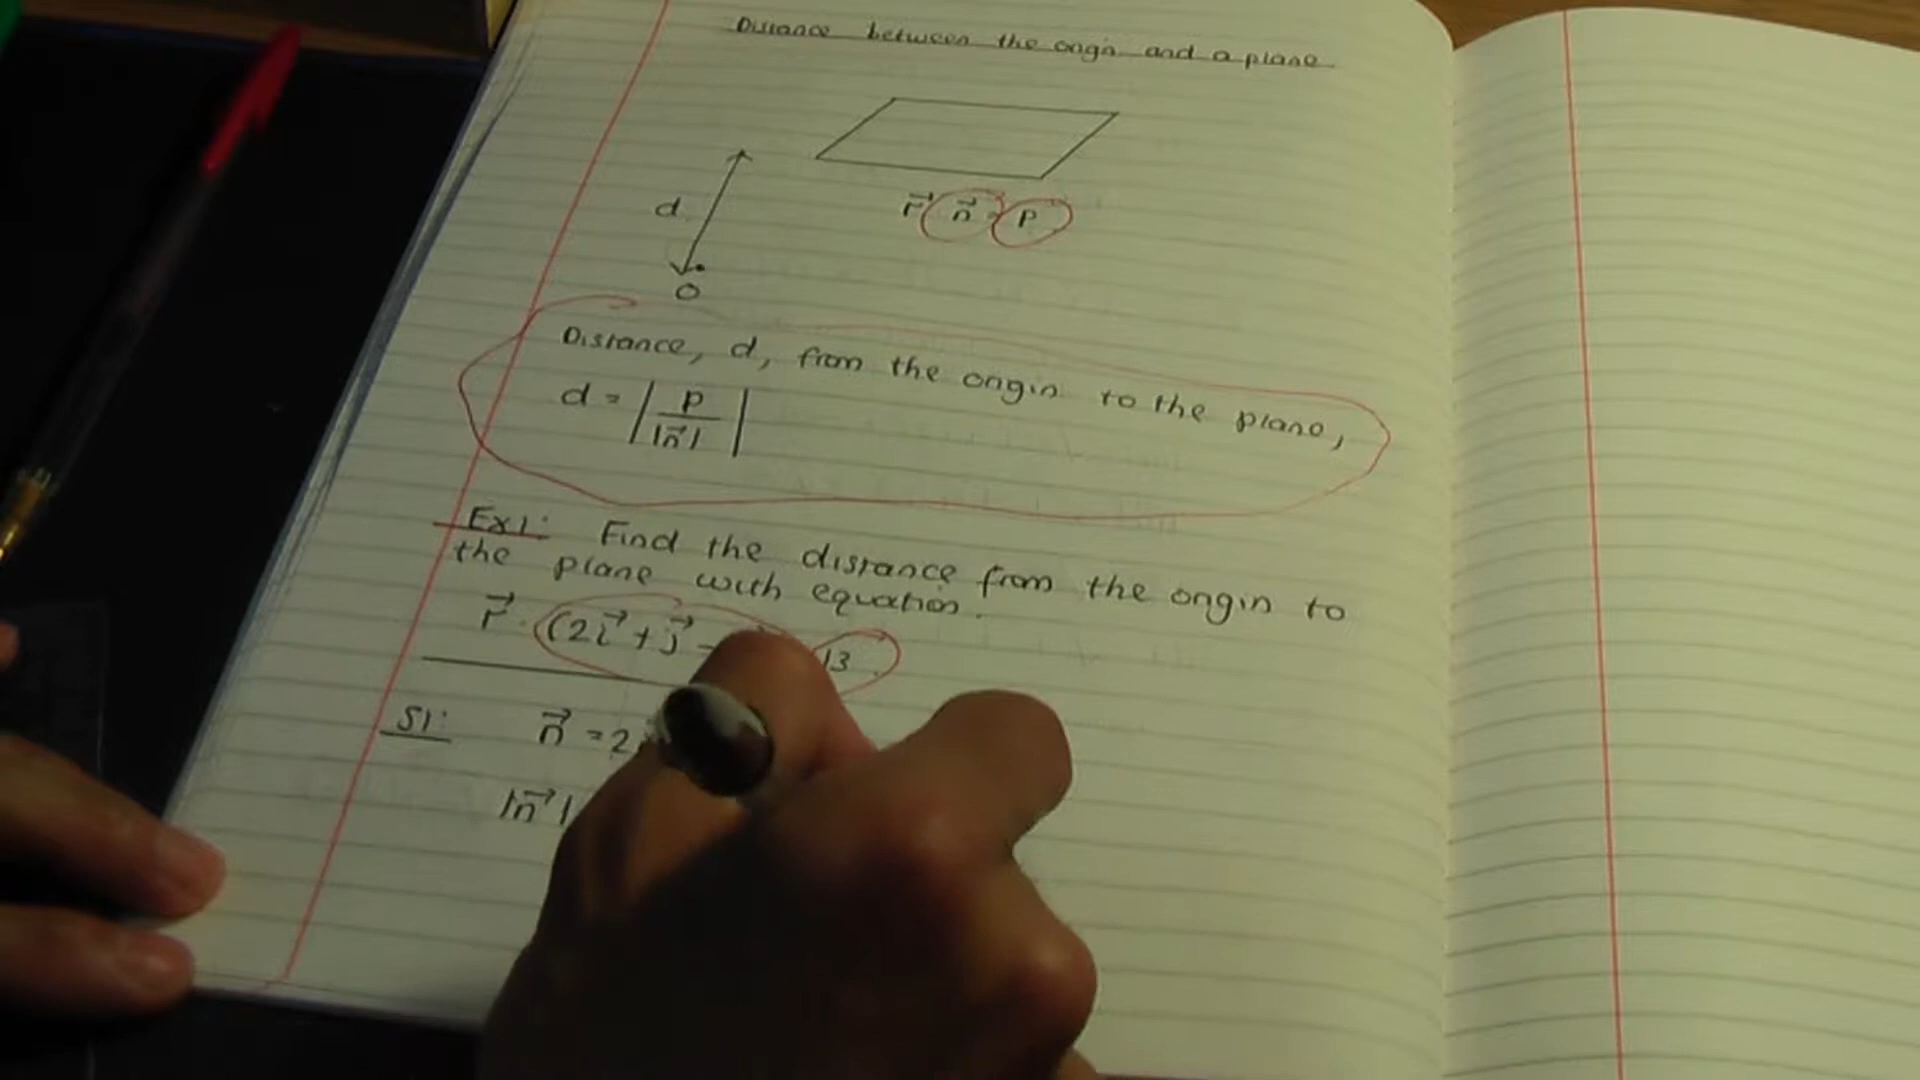 Distance between the origin and a plane
d
r⃗ . n⃗ = p
O
Distance, d, from the origin to the plane,
d = | p / |n⃗| |
Ex1: Find the distance from the origin to
the plane with equation.
r⃗ . (2i⃗ + j⃗ - 13
S1: n⃗ = 2
|n⃗|